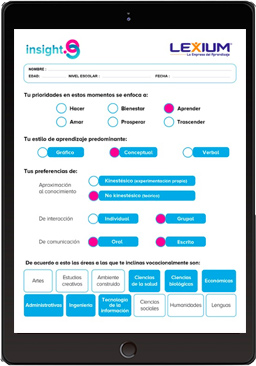 insight
LEXIUM
La Empresa del Aprendizaje
NOMBRE :
EDAD: NIVEL ESCOLAR : FECHA :
Tu prioridades en estos momentos se enfoca a:
Hacer Bienestar Aprender
Amar Prosperar Trascender
Tu estilo de aprendizaje predominante:
Gráfico Conceptual Verbal
Tus preferencias de:
Aproximación
al conocimiento
Kinestésico (experimentación propia)
No kinestésico (teórico)
De interacción Individual Grupal
De comunicación Oral Escrita
De acuerdo a esto las áreas a las que te inclinas vocacionalmente son:
Artes
Estudios
creativos
Ambiente
construido
Ciencias
de la salud
Ciencias
biológicas
Económicas
Administrativas
Ingeniería
Tecnología
de la
información
Ciencias
sociales
Humanidades
Lenguas